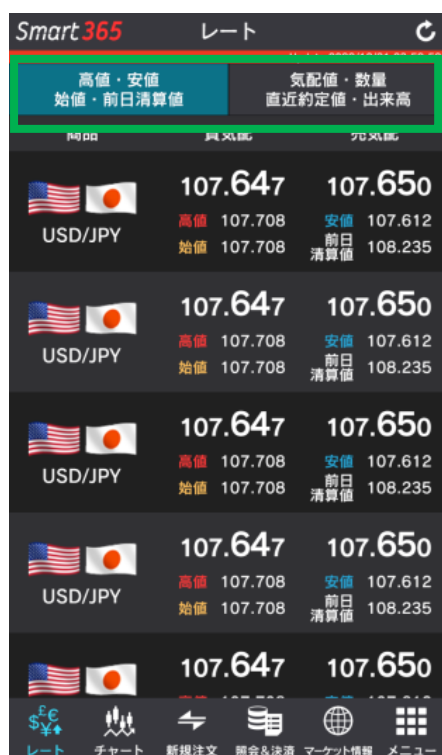 Smart365 レート
高値・安値 気配値・数量
始値・前日清算値 直近約定値・出来高
商品 買気配 売気配
107.647 107.650
高値 107.708 安値 107.612
USD/JPY
始値 107.708 前日清算値 108.235
107.647 107.650
高値 107.708 安値 107.612
USD/JPY
始値 107.708 前日清算値 108.235
107.647 107.650
高値 107.708 安値 107.612
USD/JPY
始値 107.708 前日清算値 108.235
107.647 107.650
高値 107.708 安値 107.612
USD/JPY
始値 107.708 前日清算値 108.235
107.647 107.650
レート チャート 新規注文 照会&決済 マーケット情報 メニュー